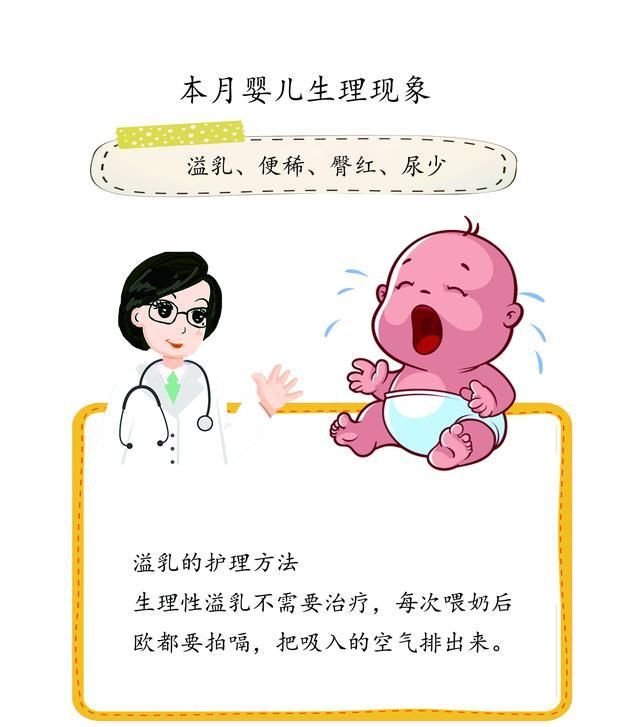 本月婴儿生理现象
溢乳、便稀、臀红、尿少
溢乳的护理方法
生理性溢乳不需要治疗，每次喂奶后
欧都要拍嗝，把吸入的空气排出来。